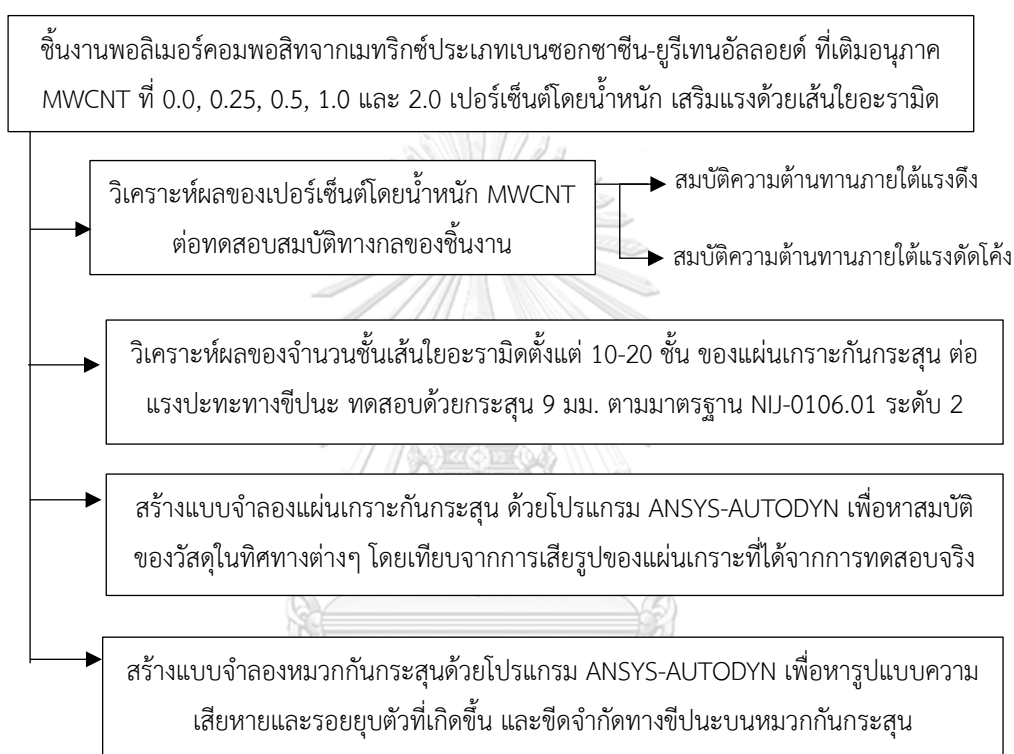 ชิ้นงานพอลิเมอร์คอมพอสิทจากเมทริกซ์ประเภทเบนซอกซาซีน-ยูรีเทนอัลลอยด์ ที่เติมอนุภาค
MWCNT ที่ 0.0, 0.25, 0.5, 1.0 และ 2.0 เปอร์เซ็นต์โดยน้ำหนัก เสริมแรงด้วยเส้นใยอะรามิด
วิเคราะห์ผลของเปอร์เซ็นต์โดยน้ำหนัก MWCNT
ต่อทดสอบสมบัติทางกลของชิ้นงาน
สมบัติความต้านทานภายใต้แรงดึง
สมบัติความต้านทานภายใต้แรงดัดโค้ง
วิเคราะห์ผลของจำนวนชั้นเส้นใยอะรามิดตั้งแต่ 10-20 ชั้น ของแผ่นเกราะกันกระสุน ต่อ
แรงปะทะทางขีปนะ ทดสอบด้วยกระสุน 9 มม. ตามมาตรฐาน NIJ-0106.01 ระดับ 2
สร้างแบบจำลองแผ่นเกราะกันกระสุน ด้วยโปรแกรม ANSYS-AUTODYN เพื่อหาสมบัติ
ของวัสดุในทิศทางต่างๆ โดยเทียบจากการเสียรูปของแผ่นเกราะที่ได้จากการทดสอบจริง
สร้างแบบจำลองหมวกกันกระสุนด้วยโปรแกรม ANSYS-AUTODYN เพื่อหารูปแบบความ
เสียหายและรอยยุบตัวที่เกิดขึ้น และขีดจำกัดทางขีปนะบนหมวกกันกระสุน